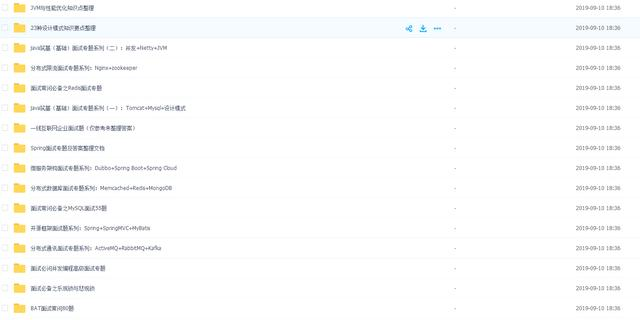 JVM与性能优化知识点整理 - 2019-09-10 18:36
23种设计模式知识要点整理 - 2019-09-10 18:36
java筑基（基础）面试专题系列（二）：并发+Netty+JVM - 2019-09-10 18:36
分布式限流面试专题系列：Nginx+zookeeper - 2019-09-10 18:36
面试常问必备之Redis面试专题 - 2019-09-10 18:36
java筑基（基础）面试专题系列（一）：Tomcat+Mysql+设计模式 - 2019-09-10 18:36
一线互联网企业面试题（仅参考未整理答案） - 2019-09-10 18:36
Spring面试专题及答案整理文档 - 2019-09-10 18:36
微服务架构面试专题系列：Dubbo+Spring Boot+Spring Cloud - 2019-09-10 18:36
分布式数据库面试专题系列：Memcached+Redis+MongoDB - 2019-09-10 18:36
面试常问必备之MySQL面试55题 - 2019-09-10 18:36
开源框架面试题系列：Spring+SpringMVC+MyBatis - 2019-09-10 18:36
分布式通讯面试专题系列：ActiveMQ+RabbitMQ+Kafka - 2019-09-10 18:36
面试必问并发编程高级面试专题 - 2019-09-10 18:36
面试必备之乐观锁与悲观锁 - 2019-09-10 18:36
BAT面试常问80题 - 2019-09-10 18:36